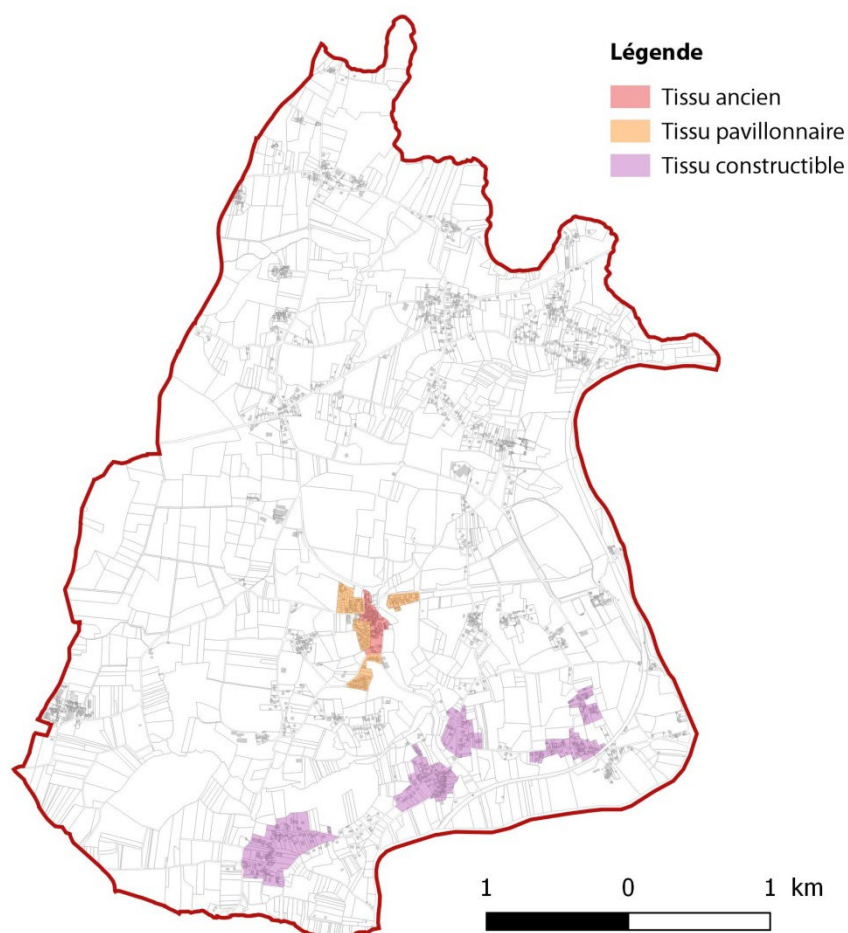 Légende
Tissu ancien
Tissu pavillonnaire
Tissu constructible
1 0 1 km